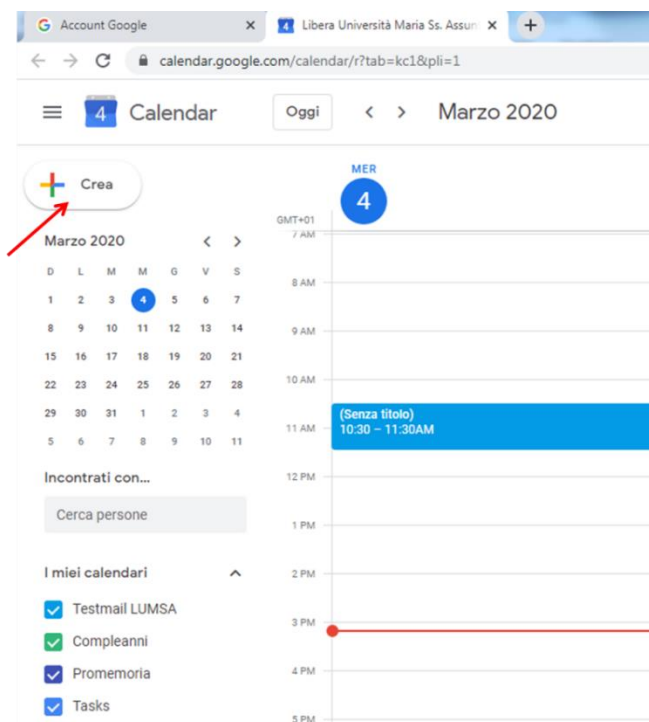 Account Google
Libera Università Maria Ss. Assun
calendar.google.com/calendar/r?tab=kc1&pli=1
4 Calendar Oggi Marzo 2020
Crea
MER
4
GMT+01
Marzo 2020
D L M M G V S
1 2 3 4 5 6 7
8 9 10 11 12 13 14
15 16 17 18 19 20 21
22 23 24 25 26 27 28
29 30 31 1 2 3 4
5 6 7 8 9 10 11
Incontrati con...
Cerca persone
I miei calendari
Testmail LUMSA
Compleanni
Promemoria
Tasks
7 AM
8 AM
9 AM
10 AM
(Senza titolo)
10:30 – 11:30AM
11 AM
12 PM
1 PM
2 PM
3 PM
4 PM
5 PM